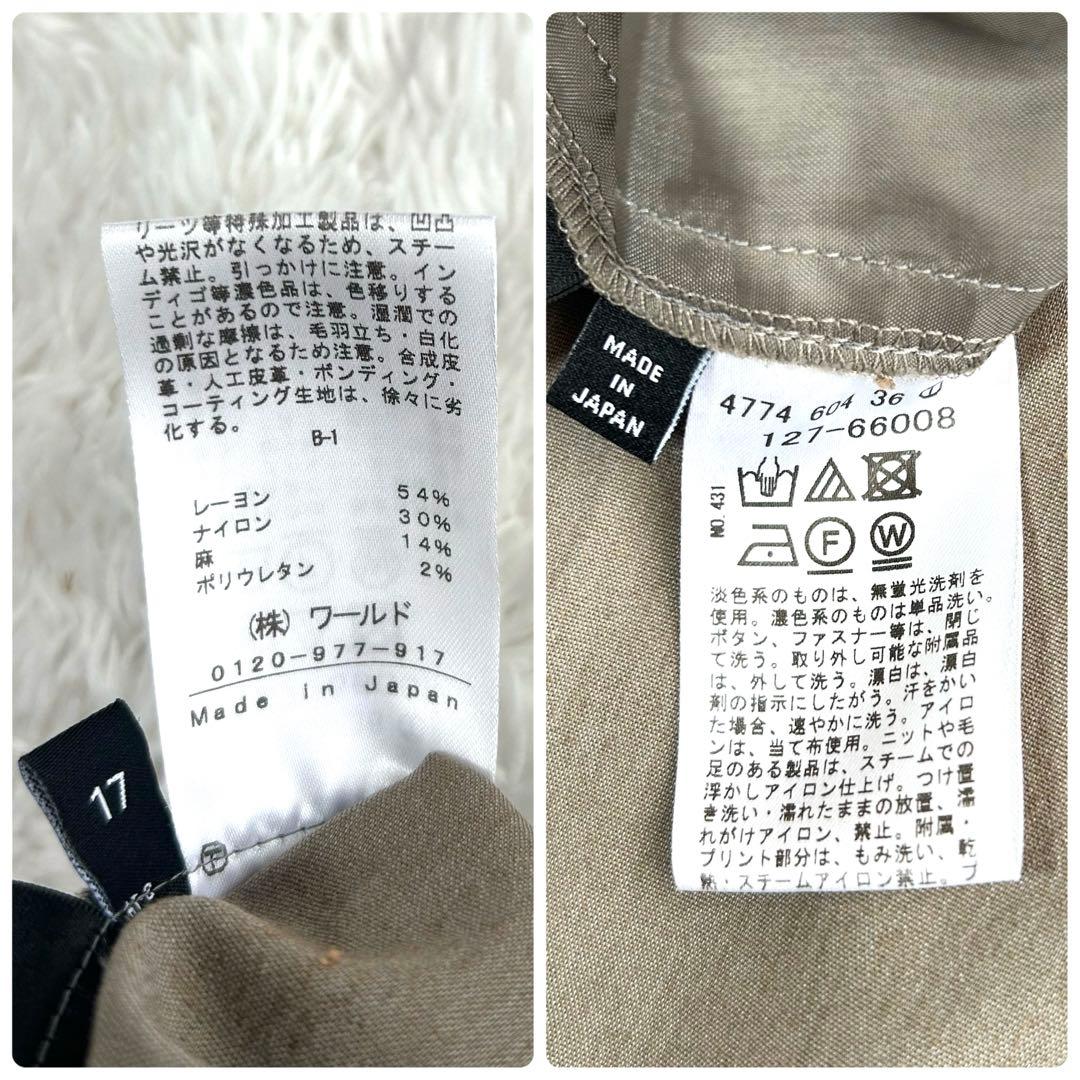 リーツ等特殊加工製品は、凹凸
や光沢がなくなるため、スチー
ム禁止。引っかけに注意。イン
ディゴ等濃色品は、色移りする
ことがあるので注意。湿潤での
過剰な摩擦は、毛羽立ち・白化
の原因となるため注意。合成皮
革・人工皮革・ボンディング・
コーティング生地は、徐々に劣
化する。
B-1
レーヨン 54%
ナイロン 30%
麻 14%
ポリウレタン 2%
(株) ワールド
0120-977-917
Made in Japan
17
MADE
IN
JAPAN
4774 604 36
127-66008
NO.431
F
W
淡色系のものは、無蛍光洗剤を
使用。濃色系のものは単品洗い。
ボタン、ファスナー等は、閉じ
て洗う。取り外し可能な附属品
は、外して洗う。漂白は、漂白
剤の指示にしたがう。汗をかい
た場合、速やかに洗う。アイロ
ンは、当て布使用。ニットや毛
足のある製品は、スチームでの
浮かしアイロン仕上げ。つけ置
き洗い・濡れたままの放置、濡
れがけアイロン、禁止。附属・
プリント部分は、もみ洗い、乾
熱・スチームアイロン禁止。プ